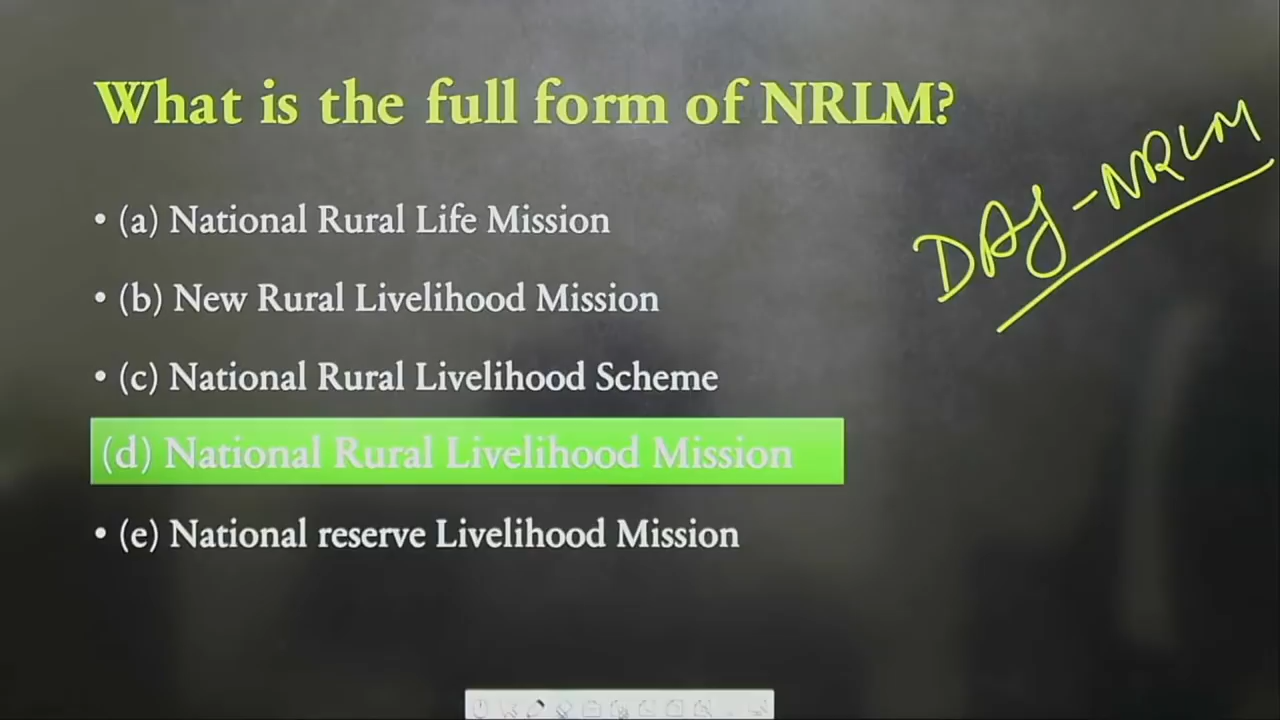 What is the full form of NRLM?
• (a) National Rural Life Mission
• (b) New Rural Livelihood Mission
• (c) National Rural Livelihood Scheme
(d) National Rural Livelihood Mission
• (e) National reserve Livelihood Mission
DAY-NRLM